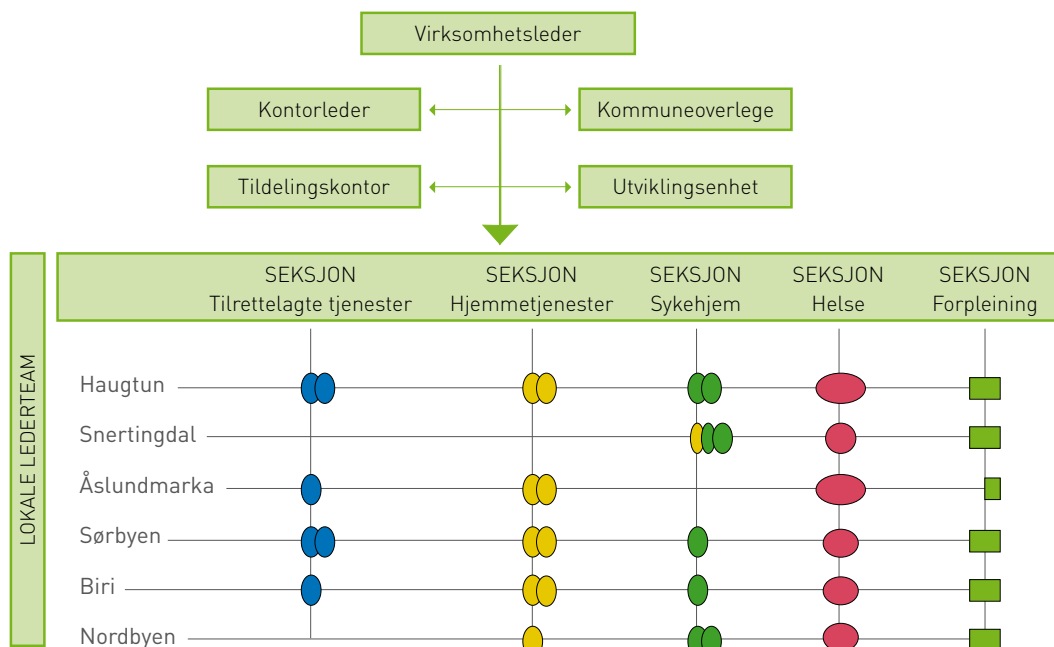 Virksomhetsleder
Kontorleder
Kommuneoverlege
Tildelingskontor
Utviklingsenhet
SEKSJON
Tilrettelagte tjenester
SEKSJON
Hjemmetjenester
SEKSJON
Sykehjem
SEKSJON
Helse
SEKSJON
Forpleining
LOKALE LEDERTEAM
Haugtun
Snertingdal
Åslundmarka
Sørbyen
Biri
Nordbyen